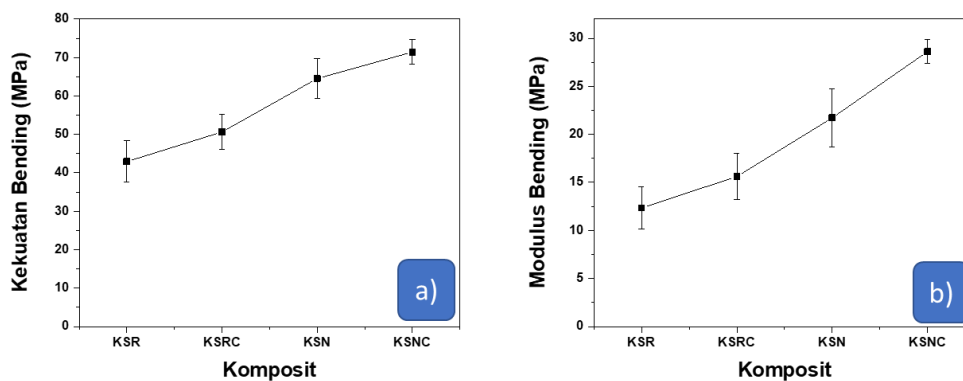 Kekuatan Bending (MPa)
80
70
60
50
40
30
20
10
0
KSR KSRC KSN KSNC
Komposit
a)
Modulus Bending (MPa)
30
25
20
15
10
5
0
KSR KSRC KSN KSNC
Komposit
b)